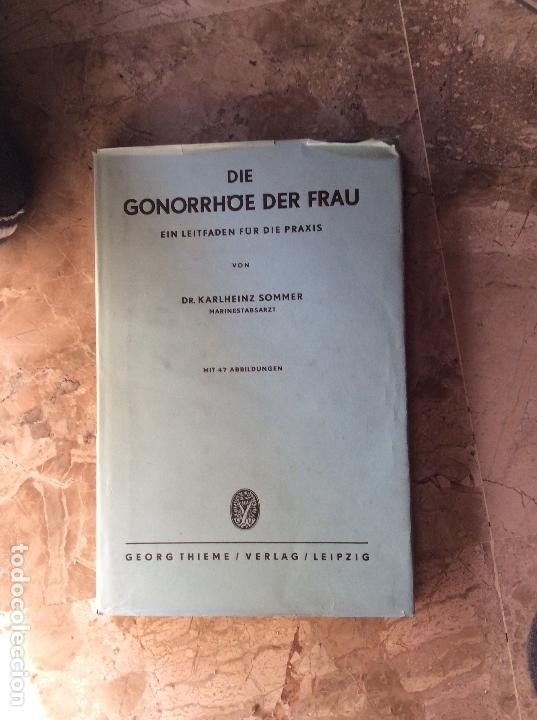 DIE
GONORRHÖE DER FRAU
EIN LEITFADEN FÜR DIE PRAXIS
VON
DR. KARLHEINZ SOMMER
MARINESTABSARZT
MIT 47 ABBILDUNGEN
GEORG THIEME / VERLAG / LEIPZIG
todocoleccion